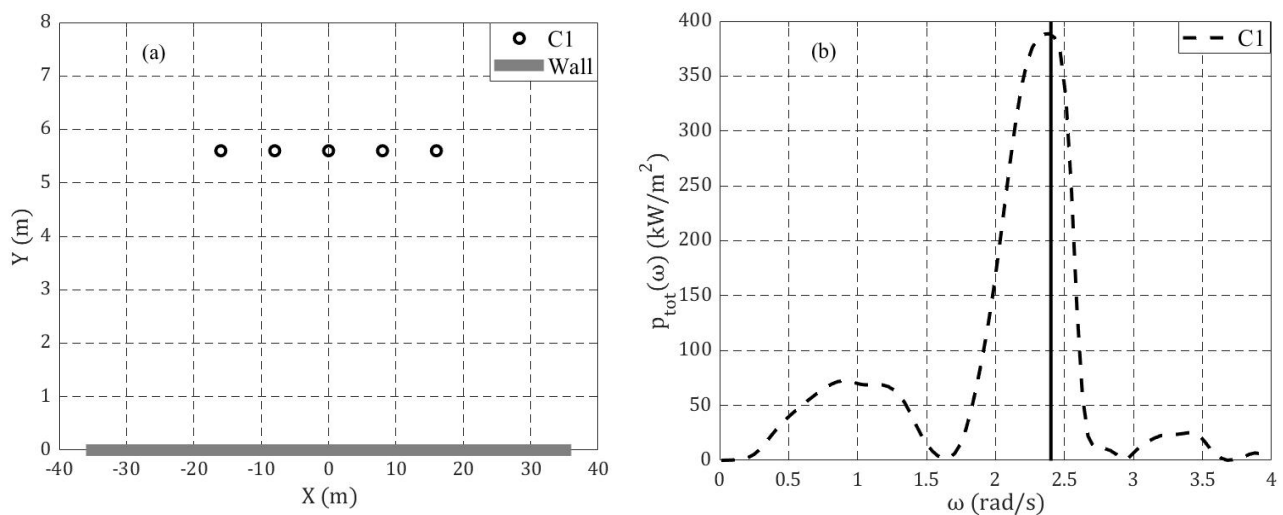 (a)
C1
Wall
8
7
6
5
4
3
2
1
0
Y (m)
-40 -30 -20 -10 0 10 20 30 40
X (m)
(b)
C1
400
350
300
250
200
150
100
50
0
p_tot(ω) (kW/m²)
0 0.5 1 1.5 2 2.5 3 3.5 4
ω (rad/s)